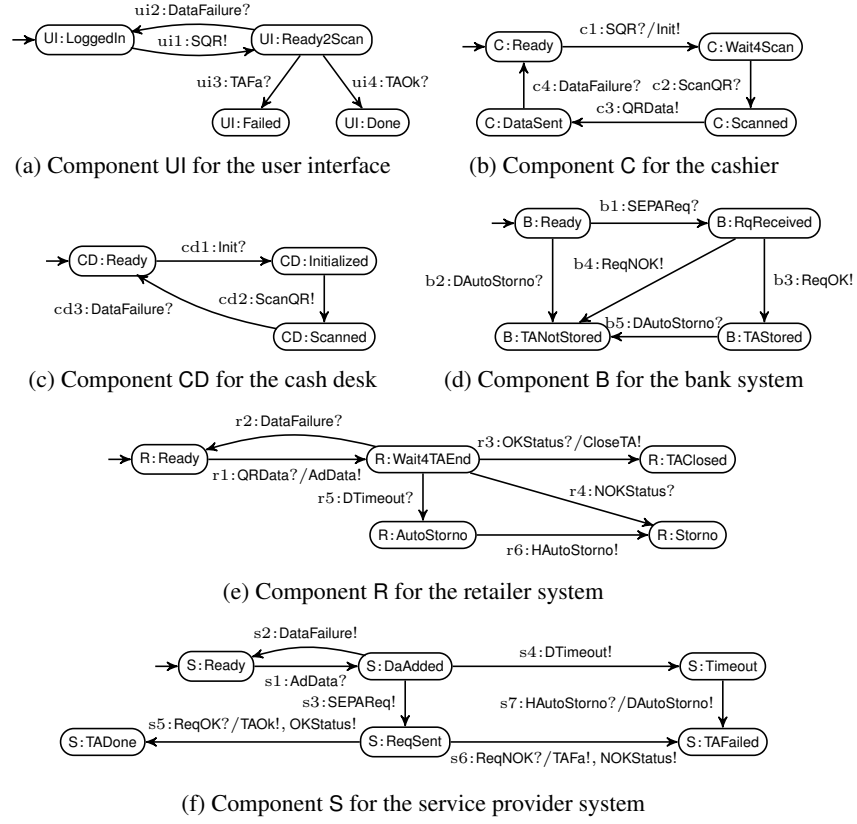 ui2:DataFailure?
UI:LoggedIn
ui1:SQR!
UI:Ready2Scan
ui3:TAFa?
ui4:TAOk?
UI:Failed
UI:Done
(a) Component UI for the user interface
C:Ready
c1:SQR?/Init!
C:Wait4Scan
c4:DataFailure?
c2:ScanQR?
c3:QRData!
C:DataSent
C:Scanned
(b) Component C for the cashier
CD:Ready
cd1:Init?
CD:Initialized
cd2:ScanQR!
cd3:DataFailure?
CD:Scanned
(c) Component CD for the cash desk
B:Ready
b1:SEPAReq?
B:RqReceived
b2:DAutoStorno?
b4:ReqNOK!
b3:ReqOK!
B:TANotStored
b5:DAutoStorno?
B:TAStored
(d) Component B for the bank system
r2:DataFailure?
R:Ready
r1:QRData?/AdData!
R:Wait4TAEnd
r3:OKStatus?/CloseTA!
R:TAClosed
r5:DTimeout?
r4:NOKStatus?
R:AutoStorno
r6:HAutoStorno!
R:Storno
(e) Component R for the retailer system
s2:DataFailure!
S:Ready
s1:AdData?
S:DaAdded
s4:DTimeout!
S:Timeout
s3:SEPAReq!
s7:HAutoStorno?/DAutoStorno!
s5:ReqOK?/TAOk!, OKStatus!
S:TADone
S:ReqSent
s6:ReqNOK?/TAFa!, NOKStatus!
S:TAFailed
(f) Component S for the service provider system